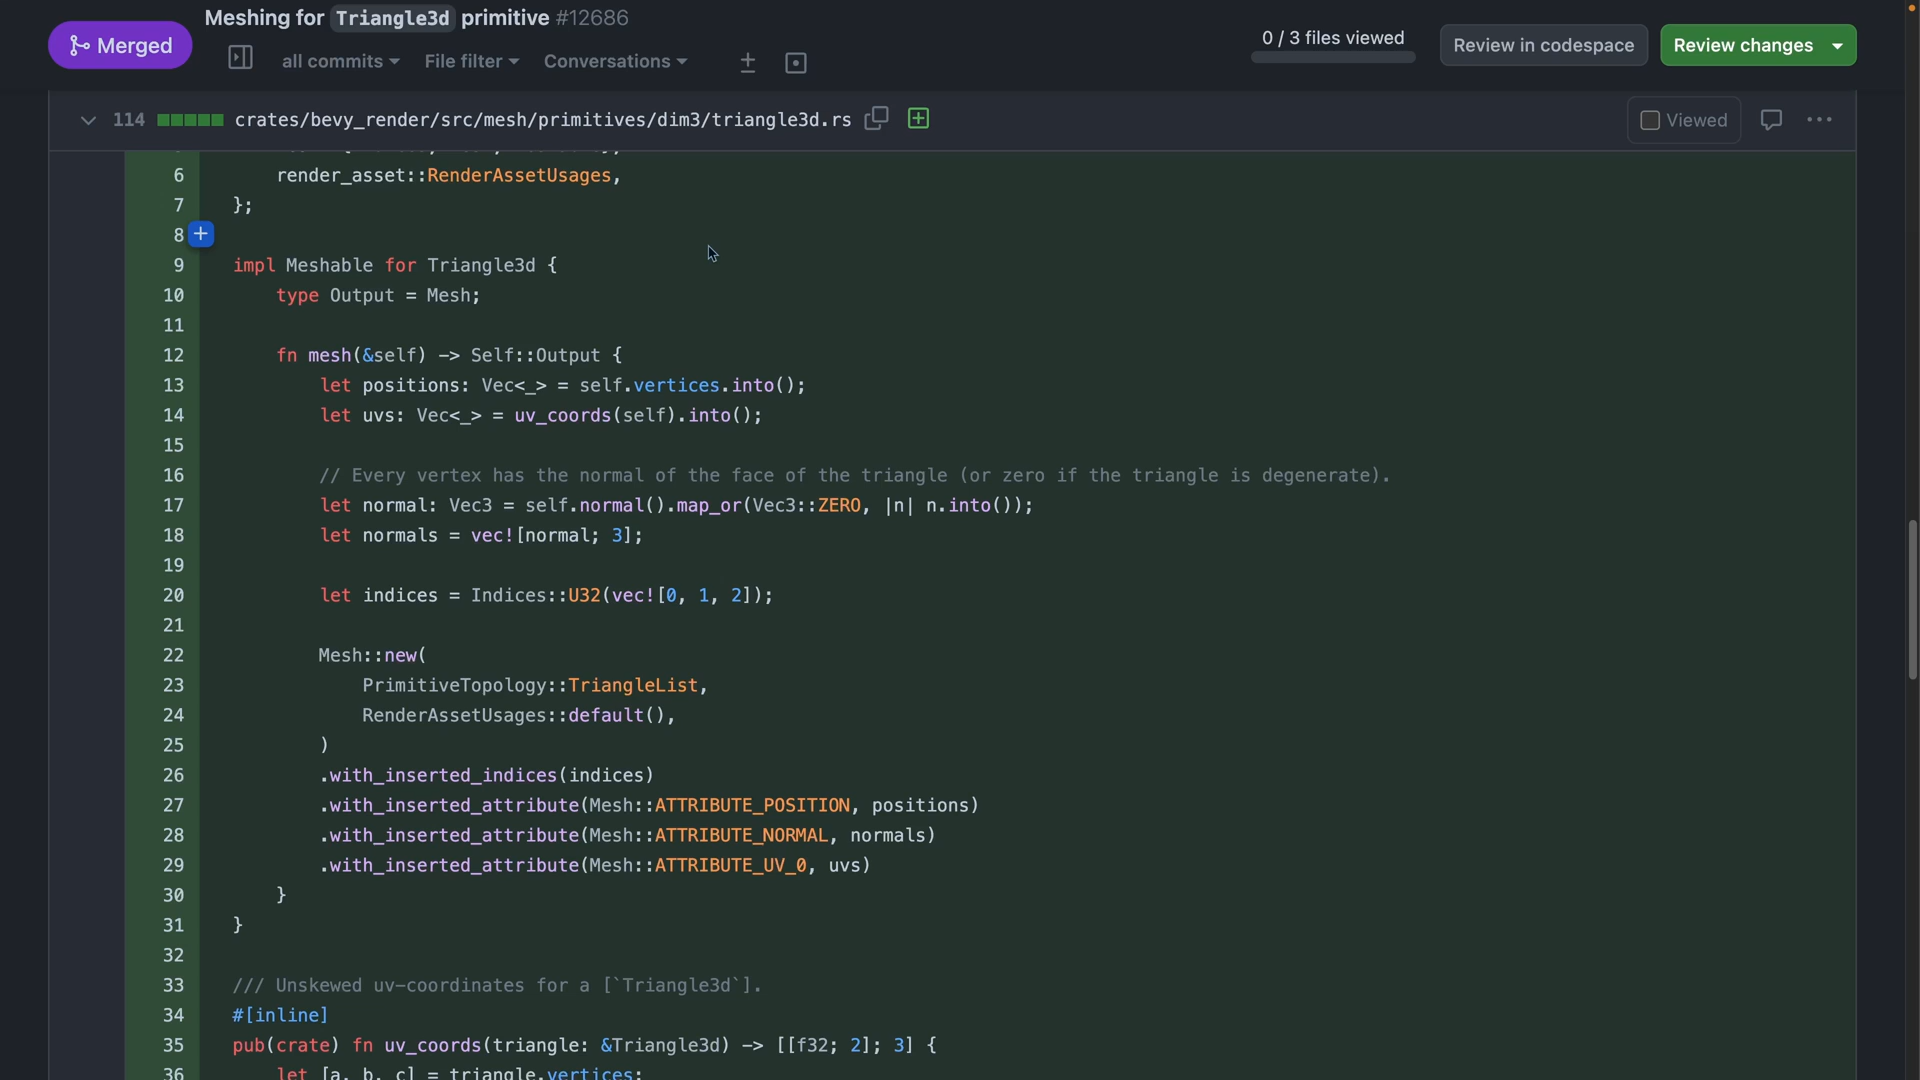 Meshing for Triangle3d primitive #12686
Merged
all commits
File filter
Conversations
0 / 3 files viewed
Review in codespace
Review changes
114 crates/bevy_render/src/mesh/primitives/dim3/triangle3d.rs
Viewed
6 render_asset::RenderAssetUsages,
7 };
8
9 impl Meshable for Triangle3d {
10 type Output = Mesh;
11
12 fn mesh(&self) -> Self::Output {
13 let positions: Vec<_> = self.vertices.into();
14 let uvs: Vec<_> = uv_coords(self).into();
15
16 // Every vertex has the normal of the face of the triangle (or zero if the triangle is degenerate).
17 let normal: Vec3 = self.normal().map_or(Vec3::ZERO, |n| n.into());
18 let normals = vec![normal; 3];
19
20 let indices = Indices::U32(vec![0, 1, 2]);
21
22 Mesh::new(
23 PrimitiveTopology::TriangleList,
24 RenderAssetUsages::default(),
25 )
26 .with_inserted_indices(indices)
27 .with_inserted_attribute(Mesh::ATTRIBUTE_POSITION, positions)
28 .with_inserted_attribute(Mesh::ATTRIBUTE_NORMAL, normals)
29 .with_inserted_attribute(Mesh::ATTRIBUTE_UV_0, uvs)
30 }
31 }
32
33 /// Unskewed uv-coordinates for a [`Triangle3d`].
34 #[inline]
35 pub(crate) fn uv_coords(triangle: &Triangle3d) -> [[f32; 2]; 3] {
36 let [a, b, c] = triangle.vertices;